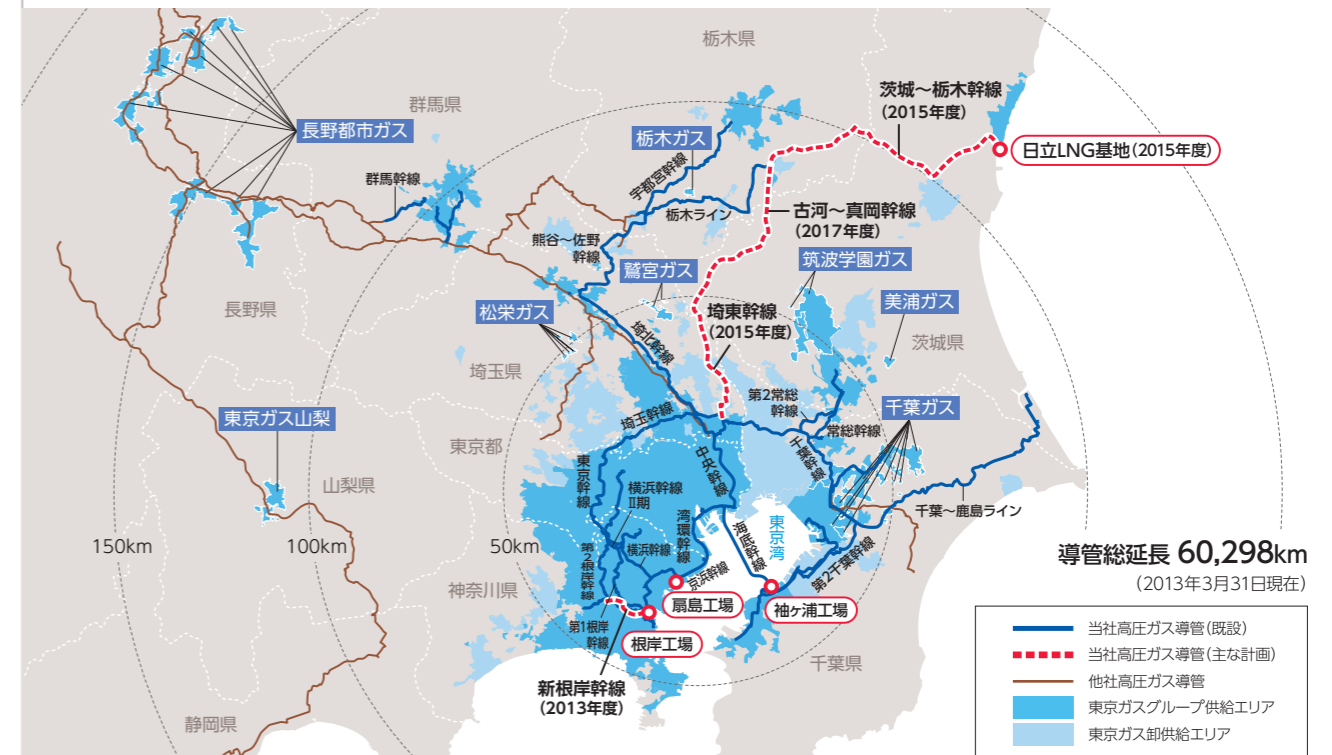 栃木県
群馬県
長野都市ガス
栃木ガス
茨城〜栃木幹線
(2015年度)
日立LNG基地(2015年度)
群馬幹線
宇都宮幹線
栃木ライン
古河〜真岡幹線
(2017年度)
熊谷〜佐野
幹線
鷲宮ガス
筑波学園ガス
長野県
松栄ガス
埼北幹線
埼東幹線
(2015年度)
美浦ガス
茨城県
埼玉県
東京ガス山梨
第2常総
幹線
千葉ガス
埼玉幹線
常総幹線
東京都
東京幹線
中央幹線
千葉幹線
山梨県
横浜幹線
Ⅱ期
湾環幹線
海底幹線
東京湾
千葉〜鹿島ライン
150km
100km
50km
横浜幹線
第2根岸幹線
京浜幹線
第2千葉幹線
導管総延長 60,298km
(2013年3月31日現在)
神奈川県
扇島工場
袖ヶ浦工場
第1根岸
幹線
根岸工場
千葉県
新根岸幹線
(2013年度)
静岡県
当社高圧ガス導管(既設)
当社高圧ガス導管(主な計画)
他社高圧ガス導管
東京ガスグループ供給エリア
東京ガス卸供給エリア